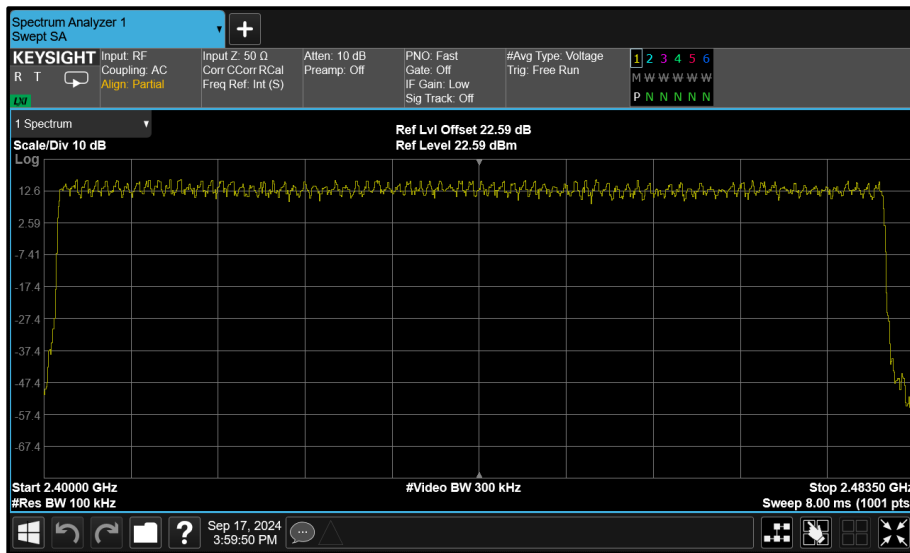 Spectrum Analyzer 1
Swept SA
+
KEYSIGHT
R T
LXI
Input: RF
Coupling: AC
Align: Partial
Input Z: 50 Ω
Corr CCorr RCal
Freq Ref: Int (S)
Atten: 10 dB
Preamp: Off
PNO: Fast
Gate: Off
IF Gain: Low
Sig Track: Off
#Avg Type: Voltage
Trig: Free Run
1 2 3 4 5 6
M W W W W W
P N N N N N
1 Spectrum
Scale/Div 10 dB
Ref Lvl Offset 22.59 dB
Ref Level 22.59 dBm
Log
12.6
2.59
-7.41
-17.4
-27.4
-37.4
-47.4
-57.4
-67.4
Start 2.40000 GHz
#Res BW 100 kHz
#Video BW 300 kHz
Stop 2.48350 GHz
Sweep 8.00 ms (1001 pts
?
Sep 17, 2024
3:59:50 PM